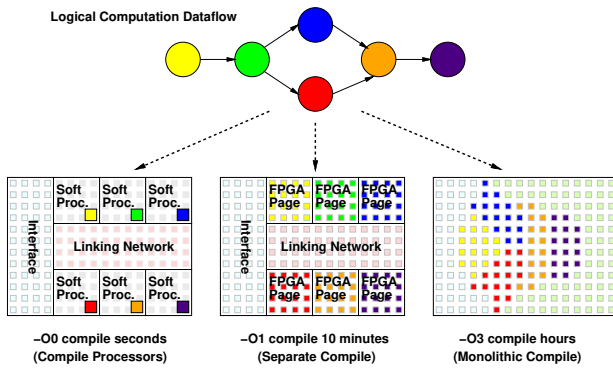 Logical Computation Dataflow
Soft Proc.
Soft Proc.
Soft Proc.
Interface
Linking Network
Soft Proc.
Soft Proc.
Soft Proc.
FPGA Page
FPGA Page
FPGA Page
Interface
Linking Network
FPGA Page
FPGA Page
FPGA Page
–O0 compile seconds
(Compile Processors)
–O1 compile 10 minutes
(Separate Compile)
–O3 compile hours
(Monolithic Compile)